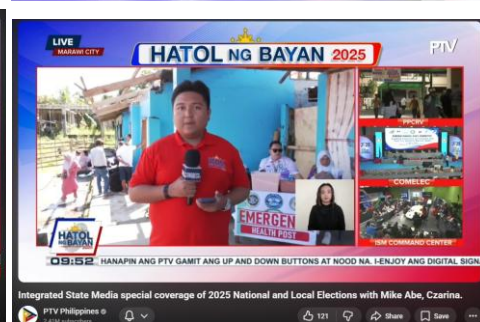 LIVE
MARAWI CITY
HATOL NG BAYAN 2025
PTV
PPCRV
COMELEC
EMERGEN
HEALTH POST
ISM COMMAND CENTER
HATOL
NG BAYAN
09:52
HANAPIN ANG PTV GAMIT ANG UP AND DOWN BUTTONS AT NOOD NA. I-ENJOY ANG DIGITAL SIGNA
Integrated State Media special coverage of 2025 National and Local Elections with Mike Abe, Czarina.
PTV Philippines
121
Share
Save